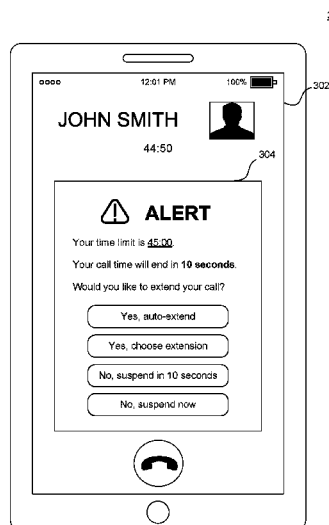 2
12:01 PM 100%
302
JOHN SMITH
44:50
304
ALERT
Your time limit is 45:00.
Your call time will end in 10 seconds.
Would you like to extend your call?
Yes, auto-extend
Yes, choose extension
No, suspend in 10 seconds
No, suspend now